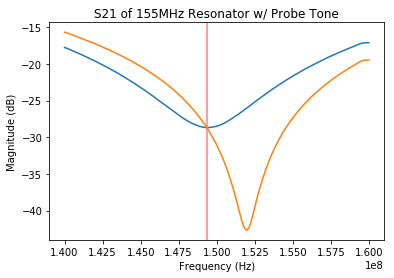 S21 of 155MHz Resonator w/ Probe Tone
−15
−20
−25
−30
−35
−40
Magnitude (dB)
1.400 1.425 1.450 1.475 1.500 1.525 1.550 1.575 1.600
1e8
Frequency (Hz)